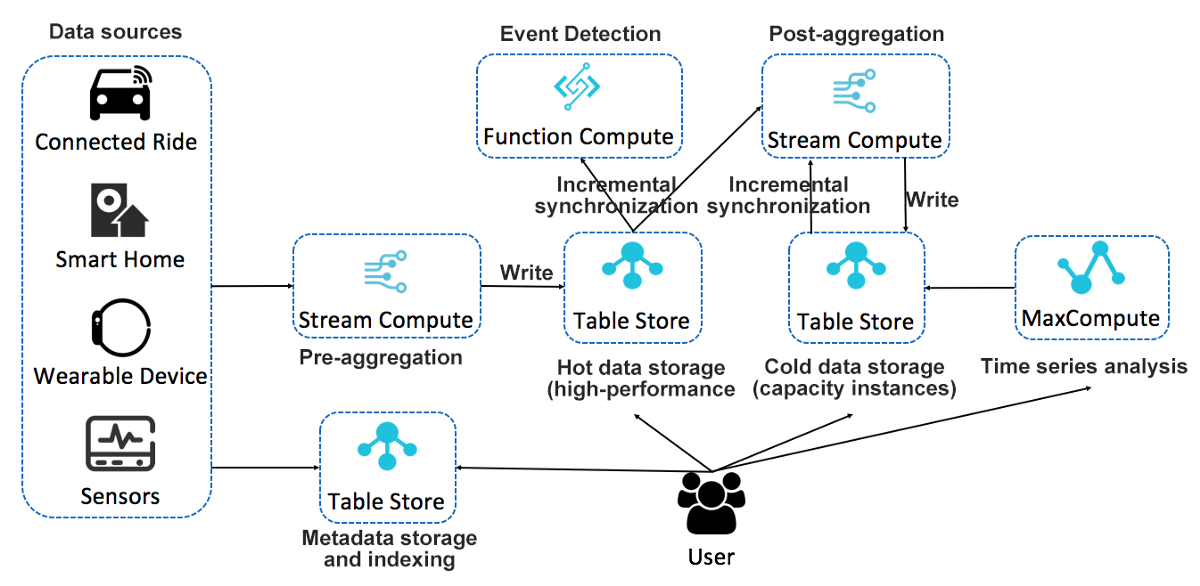 Data sources
Connected Ride
Smart Home
Wearable Device
Sensors
Event Detection
Function Compute
Post-aggregation
Stream Compute
Incremental
synchronization
Incremental
synchronization
Write
Stream Compute
Pre-aggregation
Write
Table Store
Hot data storage
(high-performance
Table Store
Cold data storage
(capacity instances)
MaxCompute
Time series analysis
Table Store
Metadata storage
and indexing
User